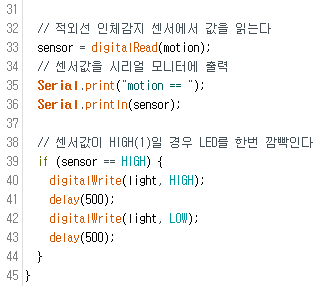 31
32 // 적외선 인체감지 센서에서 값을 읽는다
33 sensor = digitalRead(motion);
34 // 센서값을 시리얼 모니터에 출력
35 Serial.print("motion == ");
36 Serial.println(sensor);
37
38 // 센서값이 HIGH(1)일 경우 LED를 한번 깜빡인다
39 if (sensor == HIGH) {
40 digitalWrite(light, HIGH);
41 delay(500);
42 digitalWrite(light, LOW);
43 delay(500);
44 }
45 }